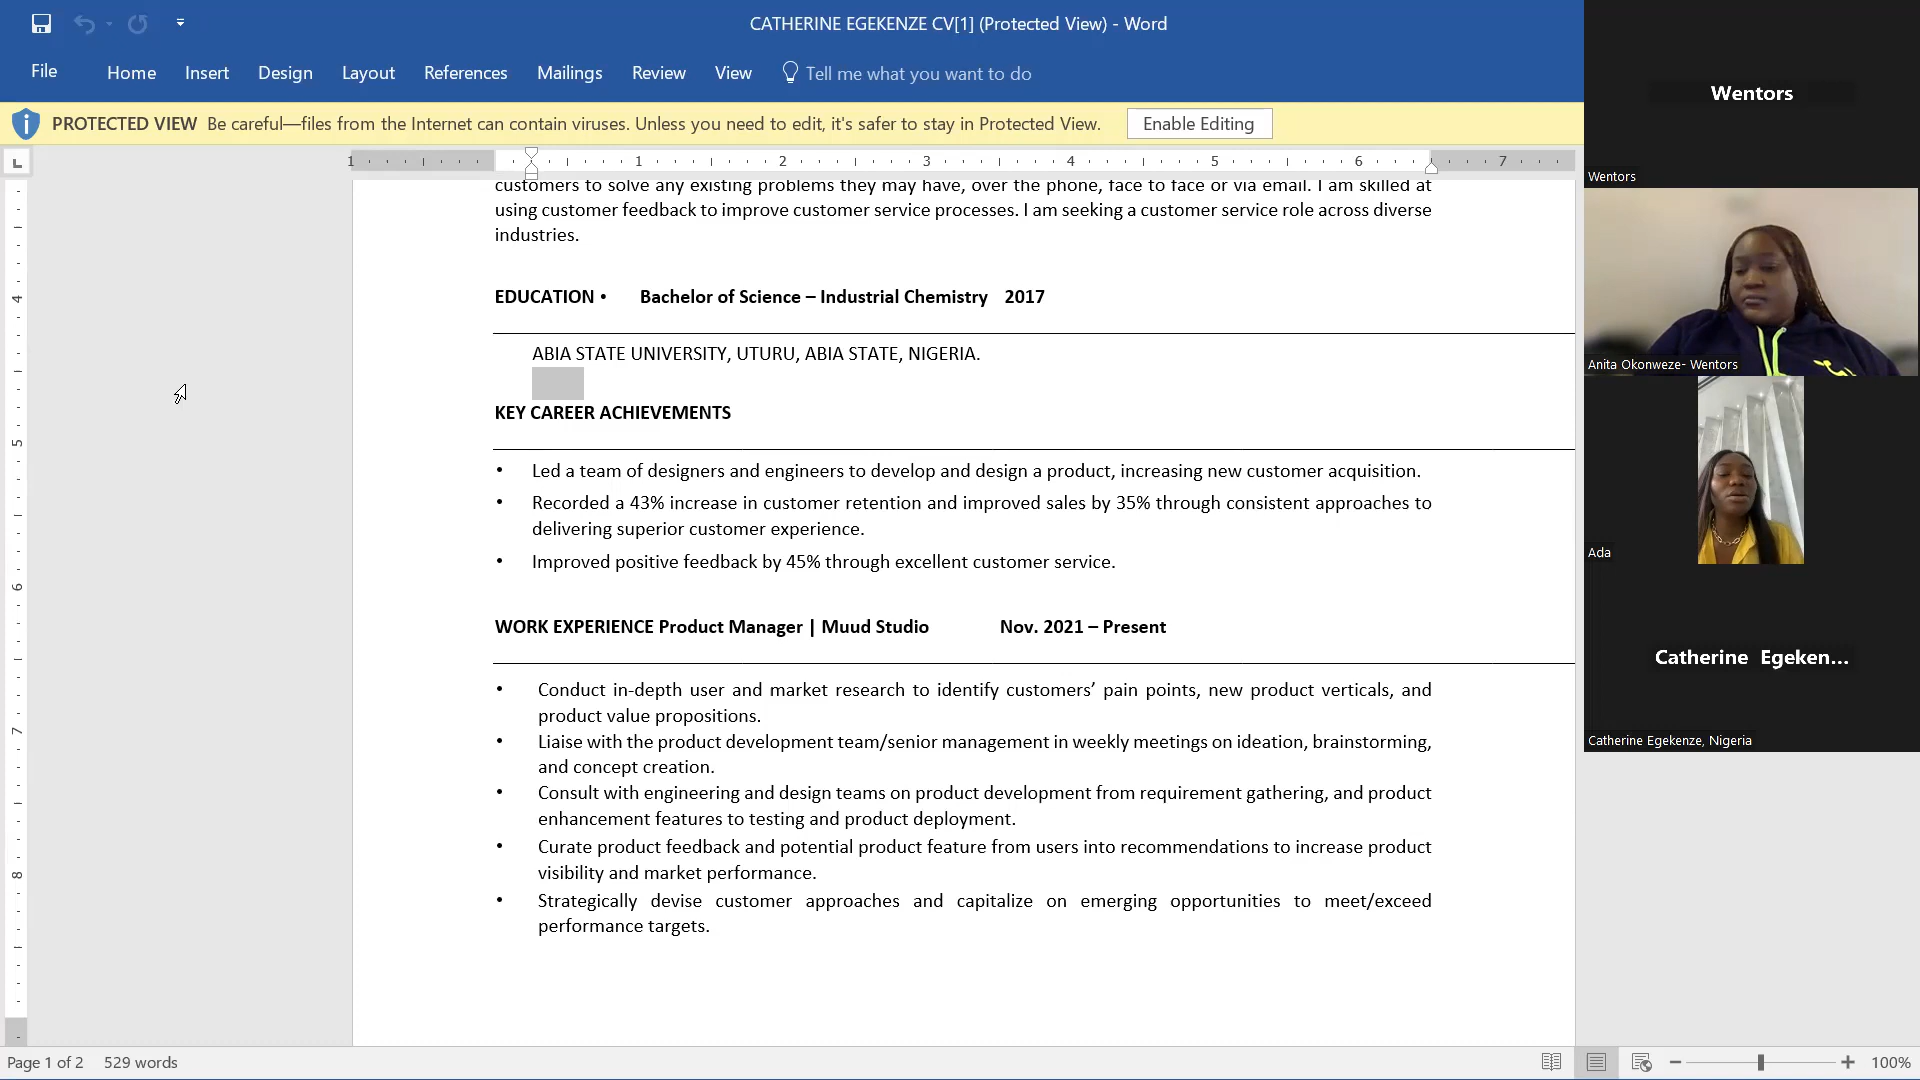 CATHERINE EGEKENZE CV[1] (Protected View) - Word
File Home Insert Design Layout References Mailings Review View Tell me what you want to do
PROTECTED VIEW Be careful—files from the Internet can contain viruses. Unless you need to edit, it's safer to stay in Protected View. Enable Editing
1 1 2 3 4 5 6 7
customers to solve any existing problems they may have, over the phone, face to face or via email. I am skilled at
using customer feedback to improve customer service processes. I am seeking a customer service role across diverse
industries.
EDUCATION • Bachelor of Science – Industrial Chemistry 2017
ABIA STATE UNIVERSITY, UTURU, ABIA STATE, NIGERIA.
KEY CAREER ACHIEVEMENTS
• Led a team of designers and engineers to develop and design a product, increasing new customer acquisition.
• Recorded a 43% increase in customer retention and improved sales by 35% through consistent approaches to
delivering superior customer experience.
• Improved positive feedback by 45% through excellent customer service.
WORK EXPERIENCE Product Manager | Muud Studio Nov. 2021 – Present
• Conduct in-depth user and market research to identify customers’ pain points, new product verticals, and
product value propositions.
• Liaise with the product development team/senior management in weekly meetings on ideation, brainstorming,
and concept creation.
• Consult with engineering and design teams on product development from requirement gathering, and product
enhancement features to testing and product deployment.
• Curate product feedback and potential product feature from users into recommendations to increase product
visibility and market performance.
• Strategically devise customer approaches and capitalize on emerging opportunities to meet/exceed
performance targets.
4
5
6
7
8
Page 1 of 2 529 words
100%
Wentors
Wentors
Anita Okonweze- Wentors
Ada
Catherine Egeken...
Catherine Egekenze, Nigeria